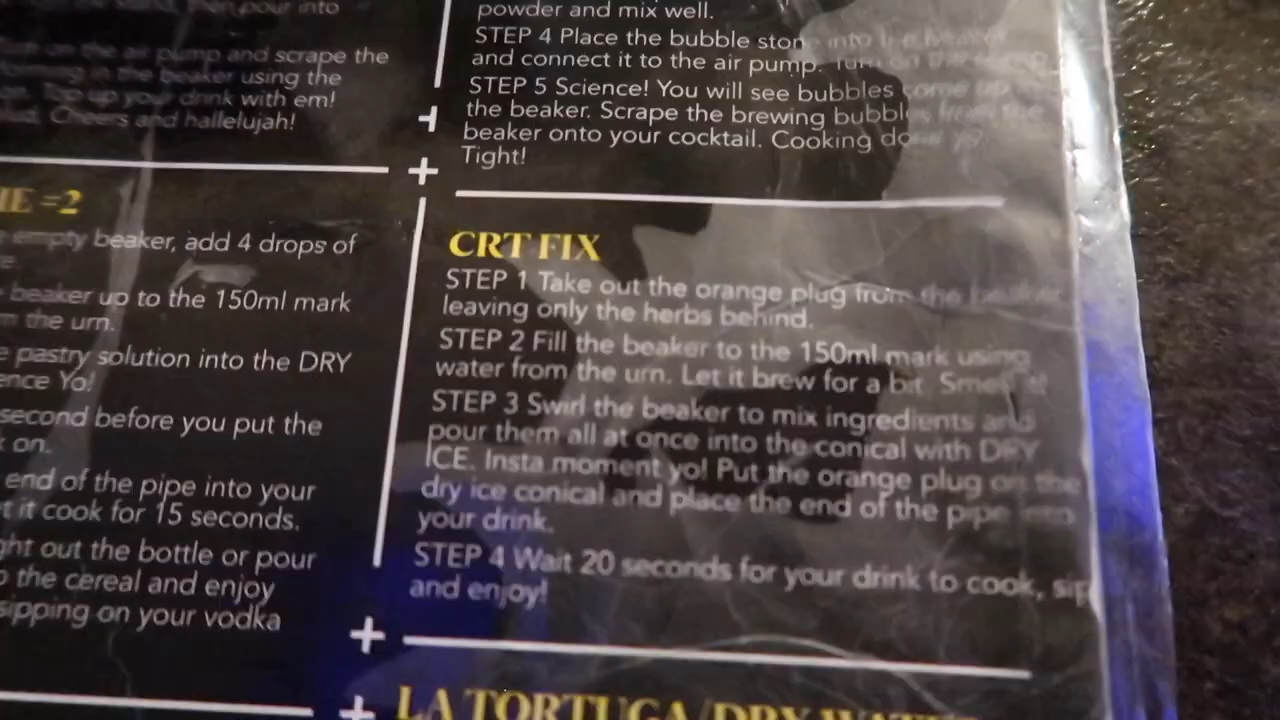 pour into
air pump and scrape the
in the beaker using the
Top up your drink with em!
Cheers and hallelujah!
=2
empty beaker, add 4 drops of
beaker up to the 150ml mark
the urn.
pastry solution into the DRY
Yo!
second before you put the
on.
end of the pipe into your
it cook for 15 seconds.
out the bottle or pour
the cereal and enjoy
sipping on your vodka
powder and mix well.
STEP 4 Place the bubble stone into the beaker
and connect it to the air pump. Turn on the pump.
STEP 5 Science! You will see bubbles come up
the beaker. Scrape the brewing bubbles from the
beaker onto your cocktail. Cooking done yo?
Tight!
CRT FIX
STEP 1 Take out the orange plug from the beaker
leaving only the herbs behind.
STEP 2 Fill the beaker to the 150ml mark using
water from the urn. Let it brew for a bit. Smell it!
STEP 3 Swirl the beaker to mix ingredients and
pour them all at once into the conical with DRY
ICE. Insta moment yo! Put the orange plug on the
dry ice conical and place the end of the pipe into
your drink.
STEP 4 Wait 20 seconds for your drink to cook, sip
and enjoy!
LA TORTUGA/DRY